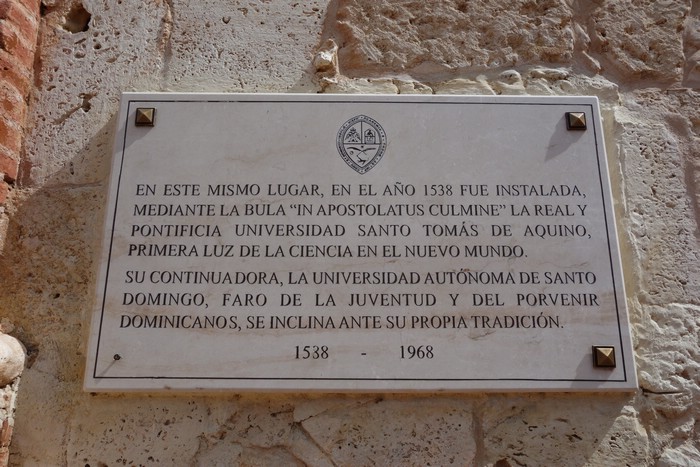 EN ESTE MISMO LUGAR, EN EL AÑO 1538 FUE INSTALADA,
MEDIANTE LA BULA “IN APOSTOLATUS CULMINE” LA REAL Y
PONTIFICIA UNIVERSIDAD SANTO TOMÁS DE AQUINO,
PRIMERA LUZ DE LA CIENCIA EN EL NUEVO MUNDO.
SU CONTINUADORA, LA UNIVERSIDAD AUTÓNOMA DE SANTO
DOMINGO, FARO DE LA JUVENTUD Y DEL PORVENIR
DOMINICANOS, SE INCLINA ANTE SU PROPIA TRADICIÓN.
1538 - 1968